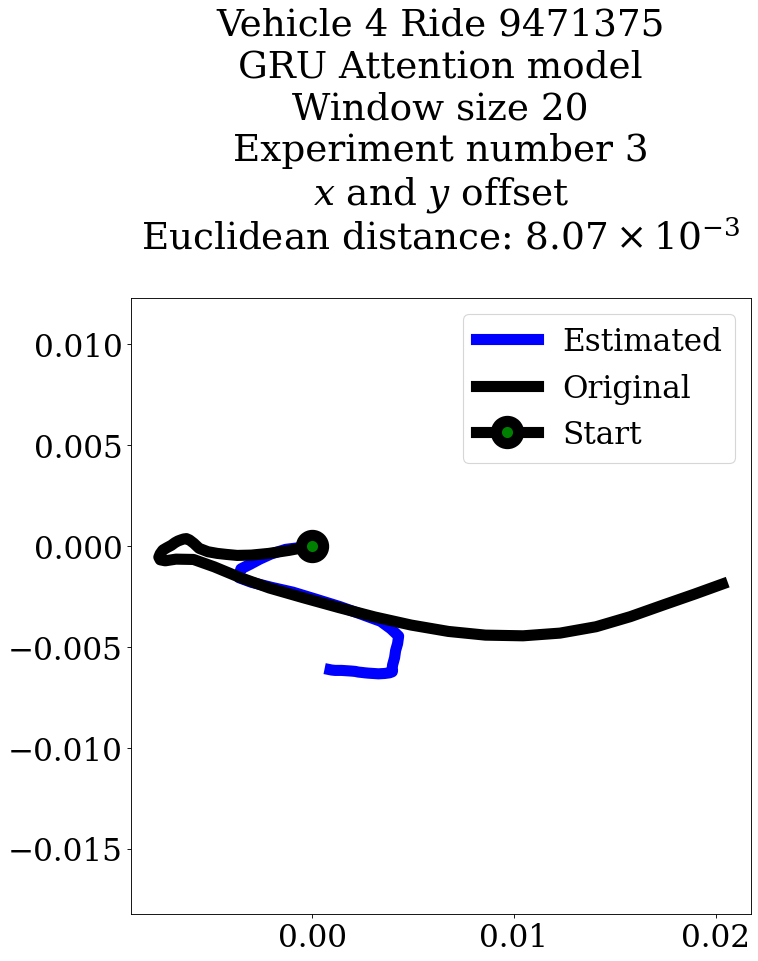 Vehicle 4 Ride 9471375
GRU Attention model
Window size 20
Experiment number 3
x and y offset
Euclidean distance: 8.07 × 10⁻³
Estimated
Original
Start
0.010
0.005
0.000
−0.005
−0.010
−0.015
0.00 0.01 0.02